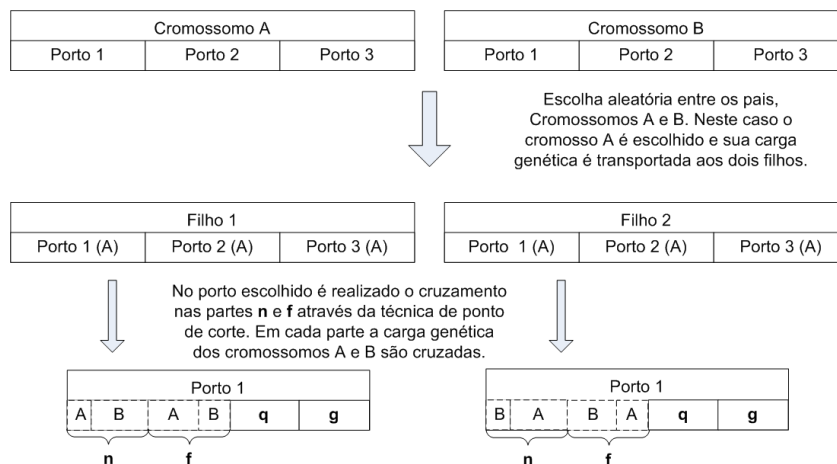 Cromossomo A
Porto 1 Porto 2 Porto 3
Cromossomo B
Porto 1 Porto 2 Porto 3
Escolha aleatória entre os pais,
Cromossomos A e B. Neste caso o
cromosso A é escolhido e sua carga
genética é transportada aos dois filhos.
Filho 1
Porto 1 (A) Porto 2 (A) Porto 3 (A)
Filho 2
Porto 1 (A) Porto 2 (A) Porto 3 (A)
No porto escolhido é realizado o cruzamento
nas partes n e f através da técnica de ponto
de corte. Em cada parte a carga genética
dos cromossomos A e B são cruzadas.
Porto 1
A B A B q g
n f
Porto 1
B A B A q g
n f